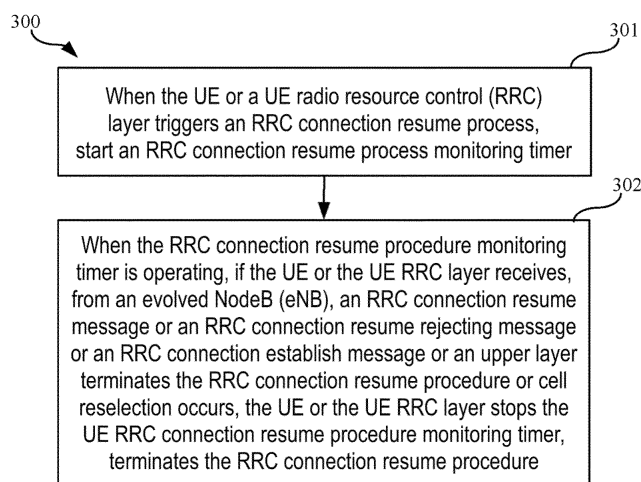 300
301
When the UE or a UE radio resource control (RRC)
layer triggers an RRC connection resume process,
start an RRC connection resume process monitoring timer
302
When the RRC connection resume procedure monitoring
timer is operating, if the UE or the UE RRC layer receives,
from an evolved NodeB (eNB), an RRC connection resume
message or an RRC connection resume rejecting message
or an RRC connection establish message or an upper layer
terminates the RRC connection resume procedure or cell
reselection occurs, the UE or the UE RRC layer stops the
UE RRC connection resume procedure monitoring timer,
terminates the RRC connection resume procedure